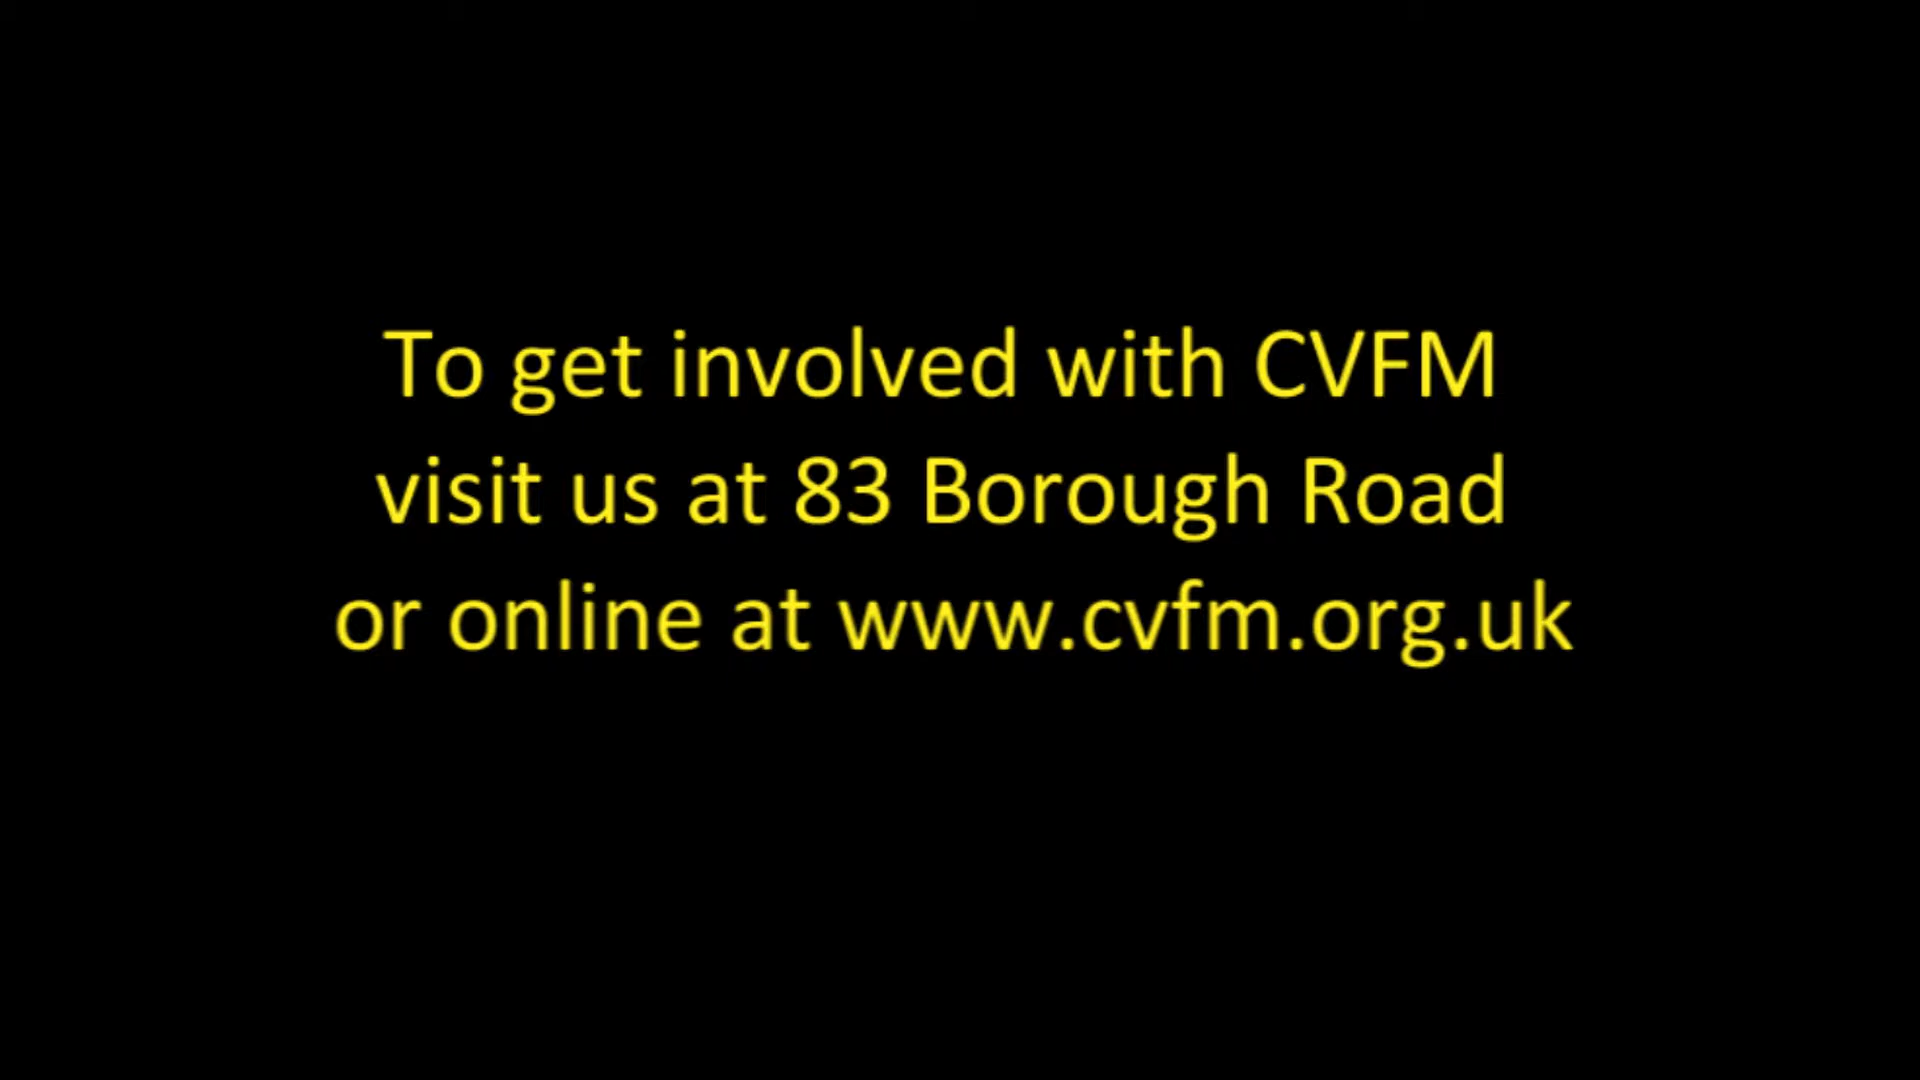 To get involved with CVFM
visit us at 83 Borough Road
or online at www.cvfm.org.uk